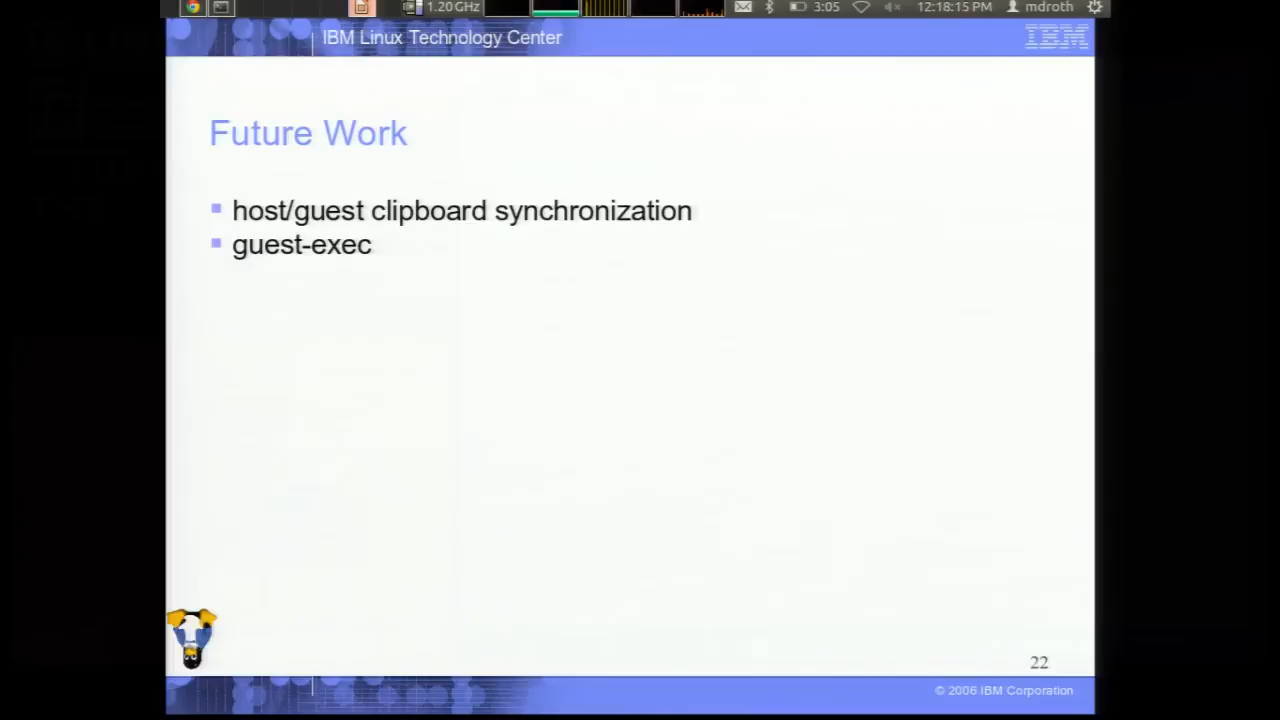 1.20 GHz 3:05 12:18:15 PM mdroth
IBM Linux Technology Center IBM
Future Work
host/guest clipboard synchronization
guest-exec
22
© 2006 IBM Corporation